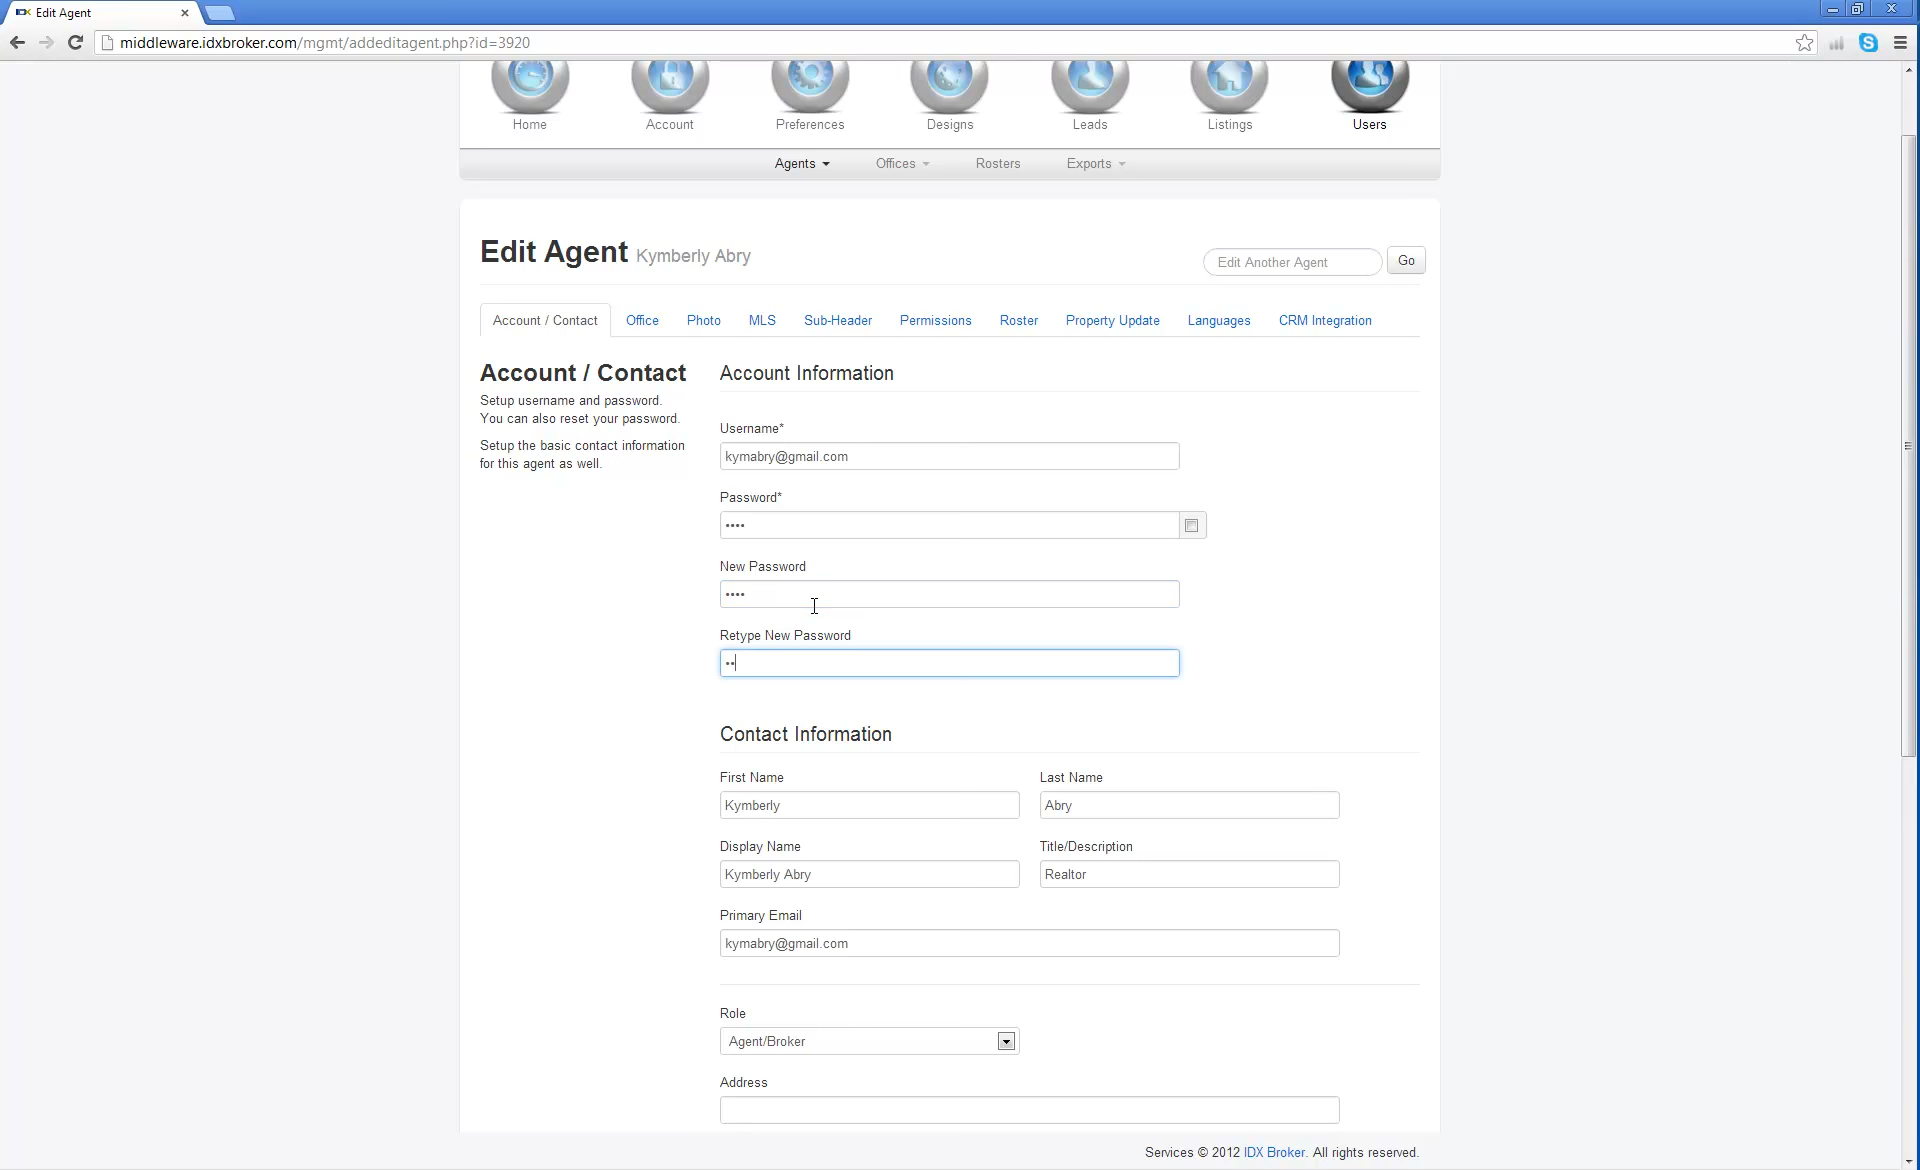 Edit Agent
middleware.idxbroker.com/mgmt/addeditagent.php?id=3920
Home Account Preferences Designs Leads Listings Users
Agents Offices Rosters Exports
Edit Agent Kymberly Abry
Edit Another Agent Go
Account / Contact Office Photo MLS Sub-Header Permissions Roster Property Update Languages CRM Integration
Account / Contact
Setup username and password.
You can also reset your password.
Setup the basic contact information
for this agent as well.
Account Information
Username*
kymabry@gmail.com
Password*
••••
New Password
••••
Retype New Password
••
Contact Information
First Name Last Name
Kymberly Abry
Display Name Title/Description
Kymberly Abry Realtor
Primary Email
kymabry@gmail.com
Role
Agent/Broker
Address
Services © 2012 IDX Broker. All rights reserved.